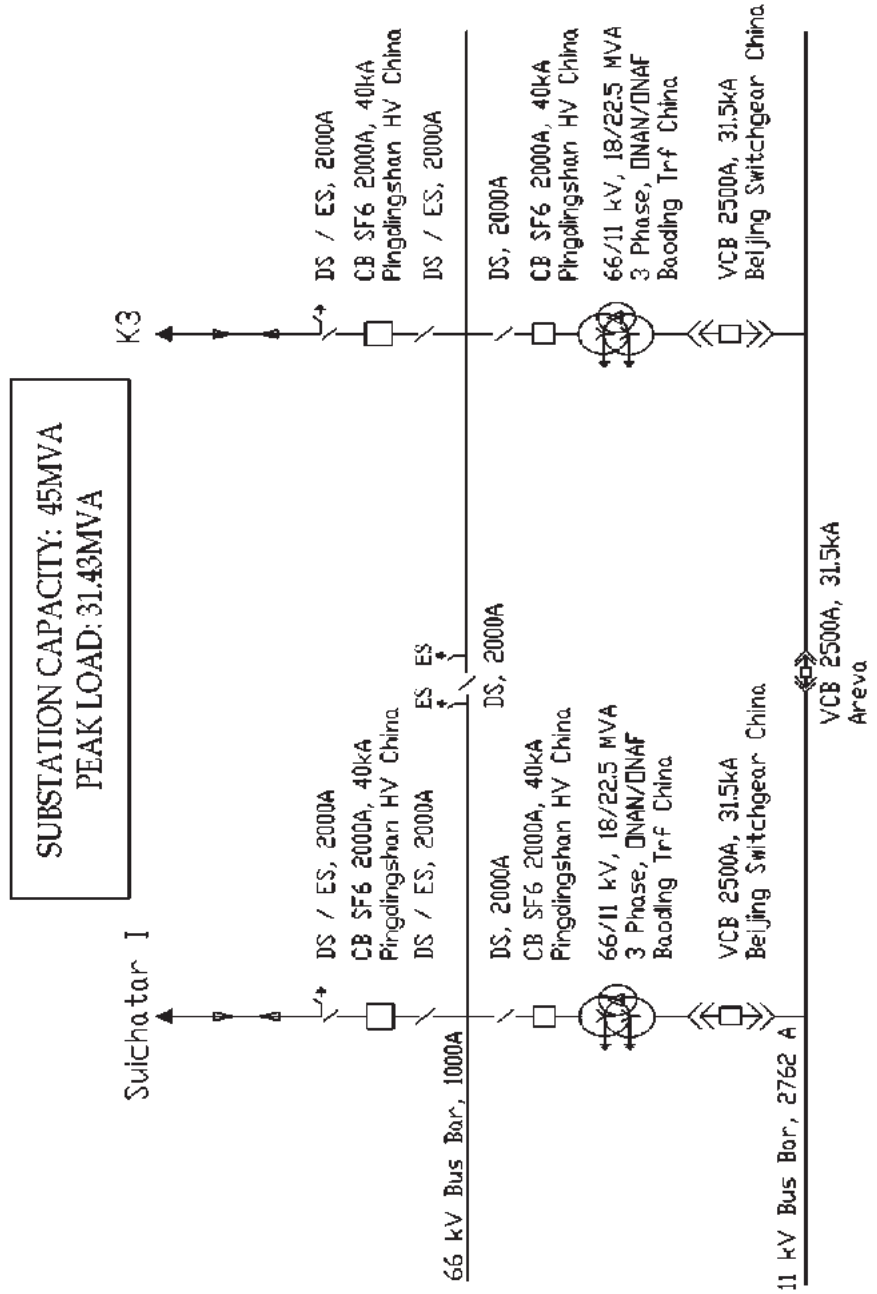 SUBSTATION CAPACITY: 45MVA
PEAK LOAD: 31.43MVA
Suichatar I
K3
DS / ES, 2000A
CB SF6 2000A, 40kA
Pingdingshan HV China
DS / ES, 2000A
DS / ES, 2000A
CB SF6 2000A, 40kA
Pingdingshan HV China
DS / ES, 2000A
66 kV Bus Bar, 1000A
ES
ES
DS, 2000A
DS, 2000A
CB SF6 2000A, 40kA
Pingdingshan HV China
DS, 2000A
CB SF6 2000A, 40kA
Pingdingshan HV China
66/11 kV, 18/22.5 MVA
3 Phase, ONAN/ONAF
Baoding Trf China
66/11 kV, 18/22.5 MVA
3 Phase, ONAN/ONAF
Baoding Trf China
VCB 2500A, 31.5kA
Beijing Switchgear China
VCB 2500A, 31.5kA
Beijing Switchgear China
11 kV Bus Bar, 2762 A
VCB 2500A, 31.5kA
Areva